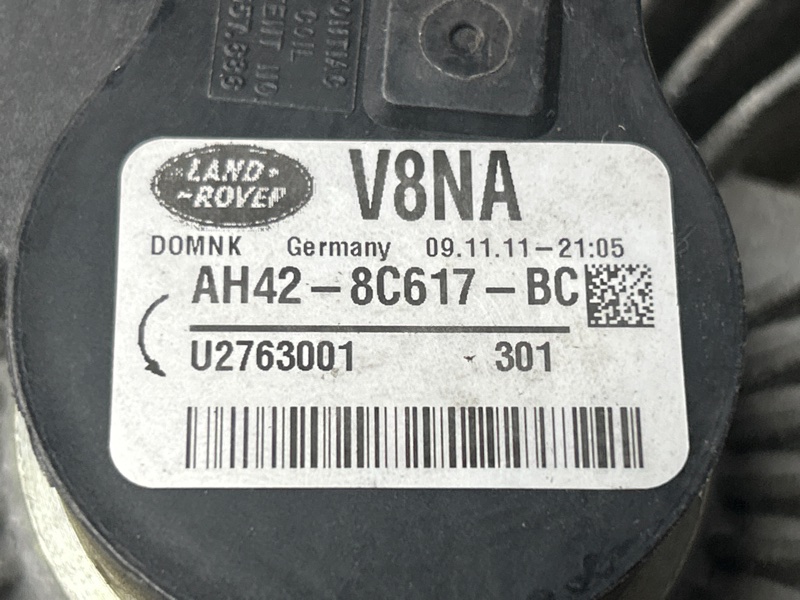 LAND-
~ROVER
V8NA
DOMNK Germany 09.11.11-21:05
AH42-8C617-BC
U2763001 301